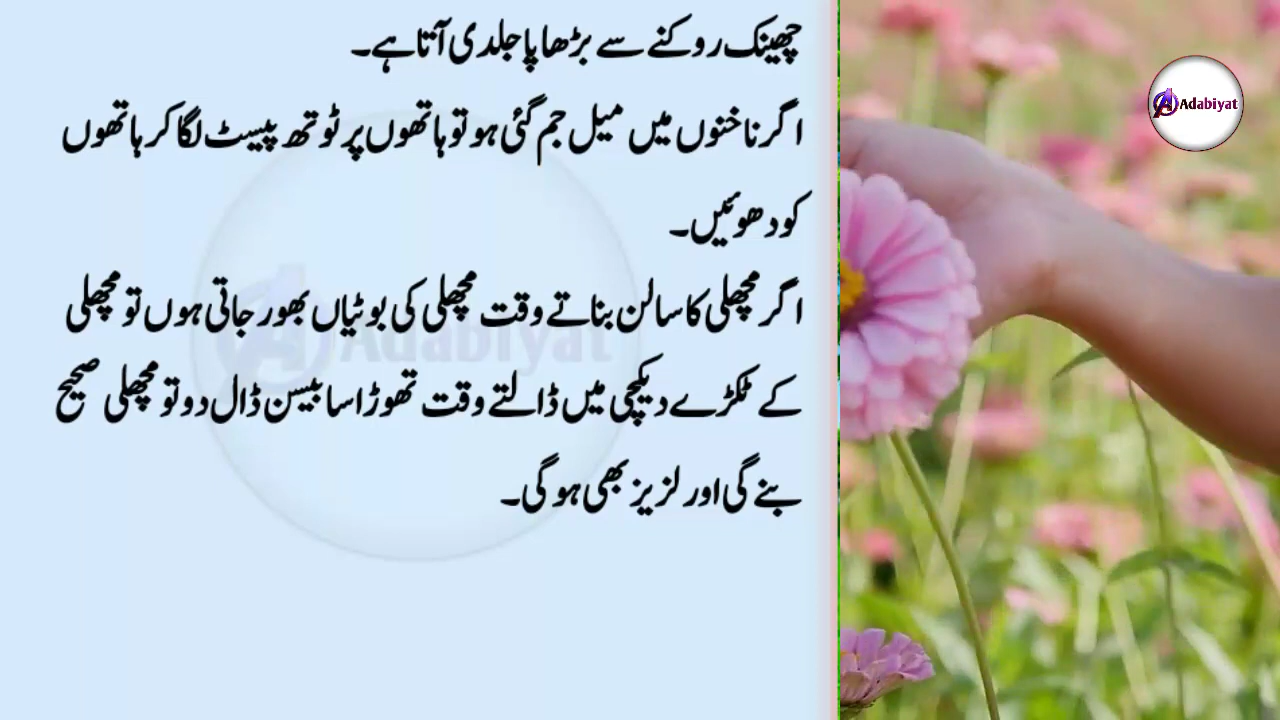 چھینک روکنے سے بڑھاپا جلدی آتا ہے۔
اگر ناخنوں میں میل جم گئی ہو تو ہاتھوں پر ٹوتھ پیسٹ لگا کر ہاتھوں
کو دھوئیں۔
اگر مچھلی کا سالن بناتے وقت مچھلی کی بوٹیاں بھور جاتی ہوں تو مچھلی
کے ٹکڑے دیکچی میں ڈالتے وقت تھوڑا سا بیسن ڈال دو تو مچھلی صحیح
بنے گی اور لزیز بھی ہو گی۔
Adabiyat
Adabiyat